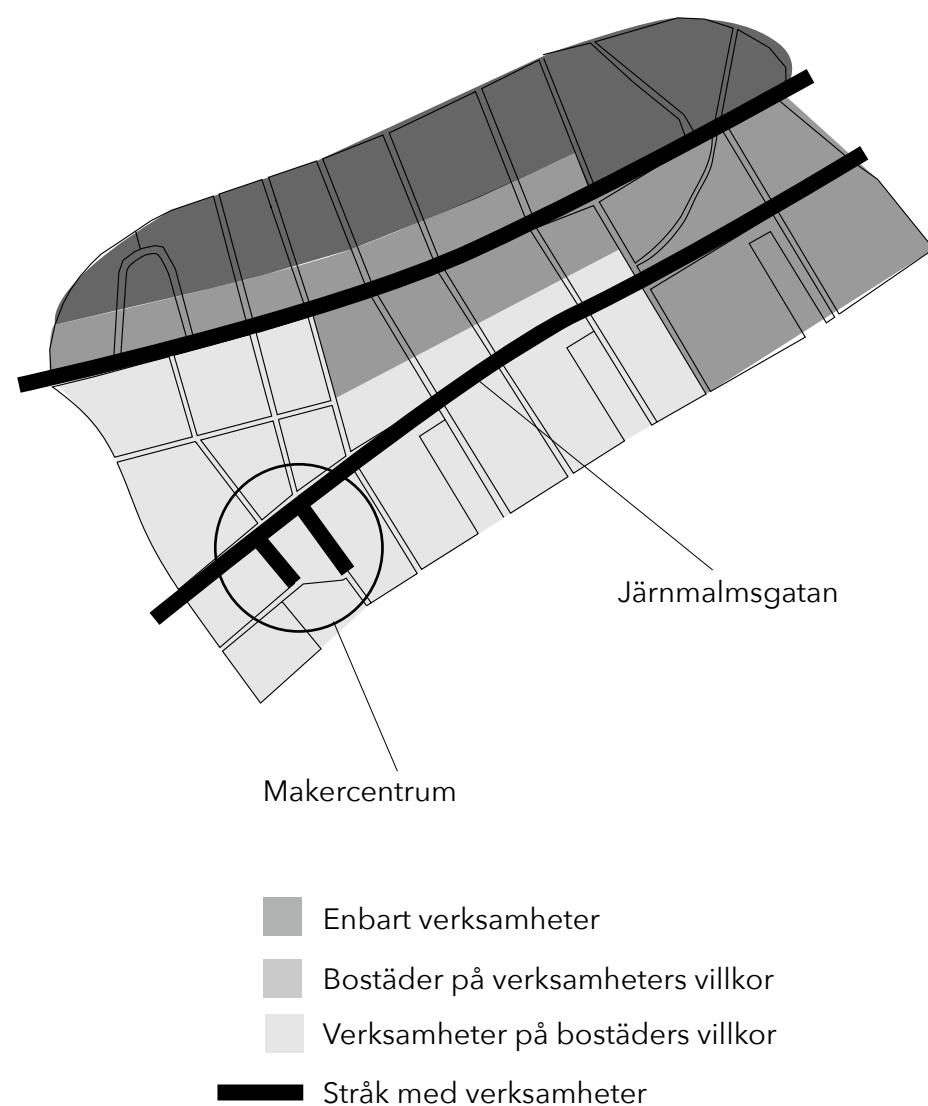 Järnmalmsgatan
Makercentrum
Enbart verksamheter
Bostäder på verksamheters villkor
Verksamheter på bostäders villkor
Stråk med verksamheter